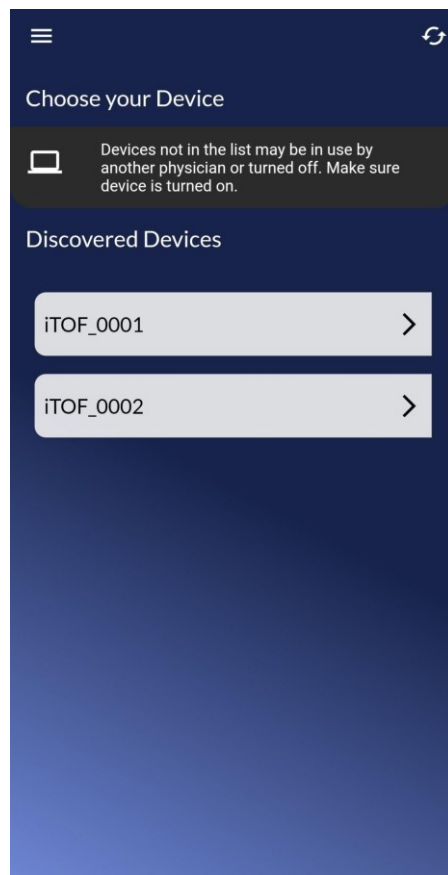 Choose your Device
Devices not in the list may be in use by
another physician or turned off. Make sure
device is turned on.
Discovered Devices
iTOF_0001
iTOF_0002